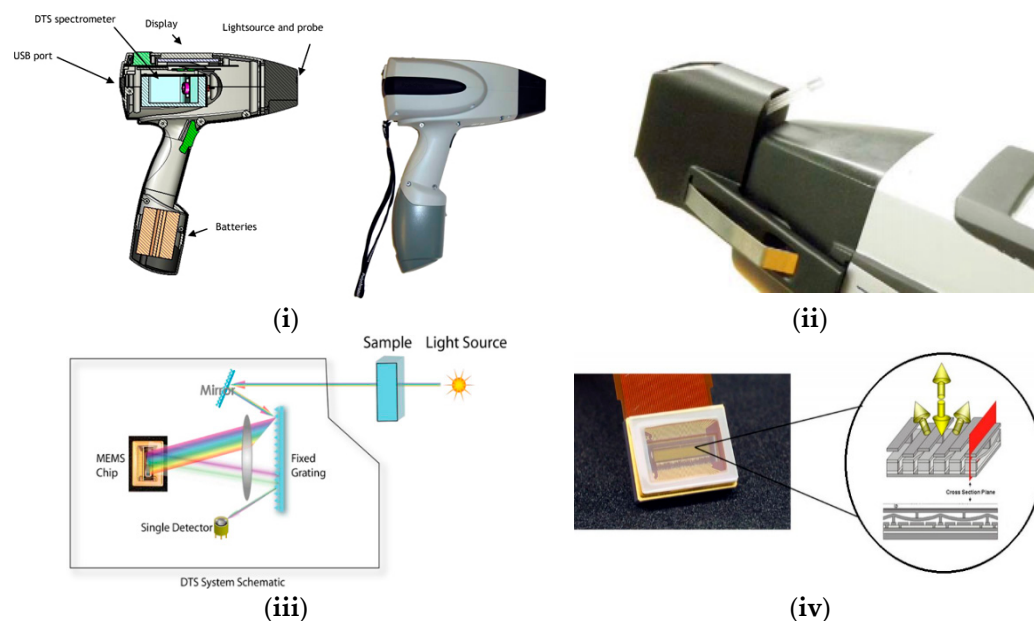 DTS spectrometer
Display
Lightsource and probe
USB port
Batteries
(i)
(ii)
Sample
Light Source
Mirror
MEMS
Chip
Fixed
Grating
Single Detector
DTS System Schematic
(iii)
Cross Section Plane
(iv)